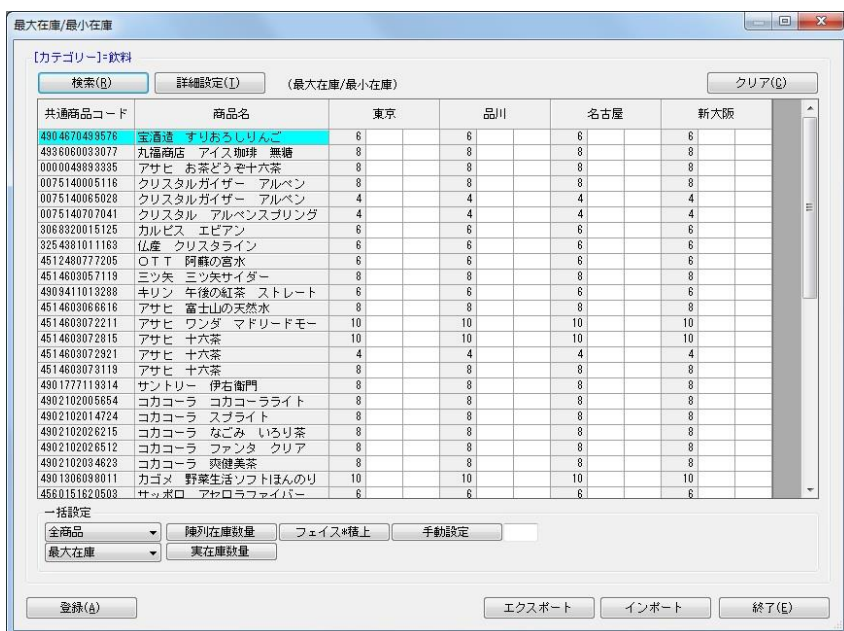 最大在庫/最小在庫
[カテゴリー]=飲料
検索(R) 詳細設定(I) (最大在庫/最小在庫) クリア(C)
共通商品コード 商品名 東京 品川 名古屋 新大阪
4904670499576 宝酒造 すりおろしりんご 6 6 6 6
4936060033077 丸福商店 アイス珈琲 無糖 8 8 8 8
0000049893335 アサヒ お茶どうぞ十六茶 8 8 8 8
0075140005116 クリスタルガイザー アルペン 8 8 8 8
0075140065028 クリスタルガイザー アルペン 4 4 4 4
0075140707041 クリスタル アルペンスプリング 4 4 4 4
3068320015125 カルピス エビアン 6 6 6 6
3254381011163 仏産 クリスタライン 6 6 6 6
4512480777205 OTT 阿蘇の宮水 6 6 6 6
4514603057119 三ツ矢 三ツ矢サイダー 8 8 8 8
4909411013288 キリン 午後の紅茶 ストレート 6 6 6 6
4514603066616 アサヒ 富士山の天然水 8 8 8 8
4514603072211 アサヒ ワンダ マドリードモー 10 10 10 10
4514603072815 アサヒ 十六茶 10 10 10 10
4514603072921 アサヒ 十六茶 4 4 4 4
4514603073119 アサヒ 十六茶 8 8 8 8
4901777119314 サントリー 伊右衛門 8 8 8 8
4902102005654 コカコーラ コカコーラライト 8 8 8 8
4902102014724 コカコーラ スプライト 8 8 8 8
4902102026215 コカコーラ なごみ いろり茶 8 8 8 8
4902102026512 コカコーラ ファンタ クリア 8 8 8 8
4902102034623 コカコーラ 爽健美茶 8 8 8 8
4901306098011 カゴメ 野菜生活ソフトほんのり 10 10 10 10
4560151620503 サッポロ アセロラファイバー 6 6 6 6
一括設定
全商品 陳列在庫数量 フェイス*積上 手動設定
最大在庫 実在庫数量
登録(A) エクスポート インポート 終了(E)